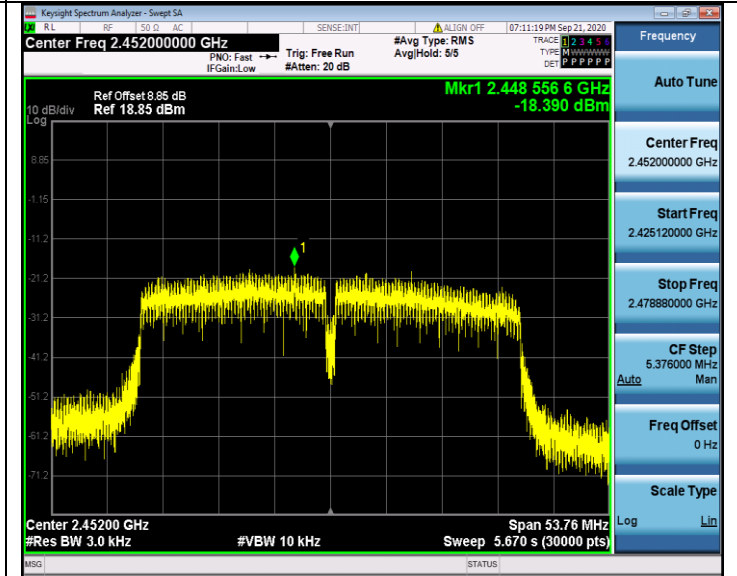 Keysight Spectrum Analyzer - Swept SA
RL RF 50 Ω AC SENSE:INT ALIGN OFF 07:11:19 PM Sep 21, 2020
Center Freq 2.452000000 GHz
PNO: Fast
IFGain:Low
Trig: Free Run
#Atten: 20 dB
#Avg Type: RMS
Avg|Hold: 5/5
TRACE 1 2 3 4 5 6
TYPE M WWWWW
DET P P P P P P
Ref Offset 8.85 dB
10 dB/div Ref 18.85 dBm
Log
Mkr1 2.448 556 6 GHz
-18.390 dBm
8.85
-1.15
-11.2
-21.2
-31.2
-41.2
-51.2
-61.2
-71.2
1
Center 2.45200 GHz Span 53.76 MHz
#Res BW 3.0 kHz #VBW 10 kHz Sweep 5.670 s (30000 pts)
MSG STATUS
Frequency
Auto Tune
Center Freq
2.452000000 GHz
Start Freq
2.425120000 GHz
Stop Freq
2.478880000 GHz
CF Step
5.376000 MHz
Auto Man
Freq Offset
0 Hz
Scale Type
Log Lin